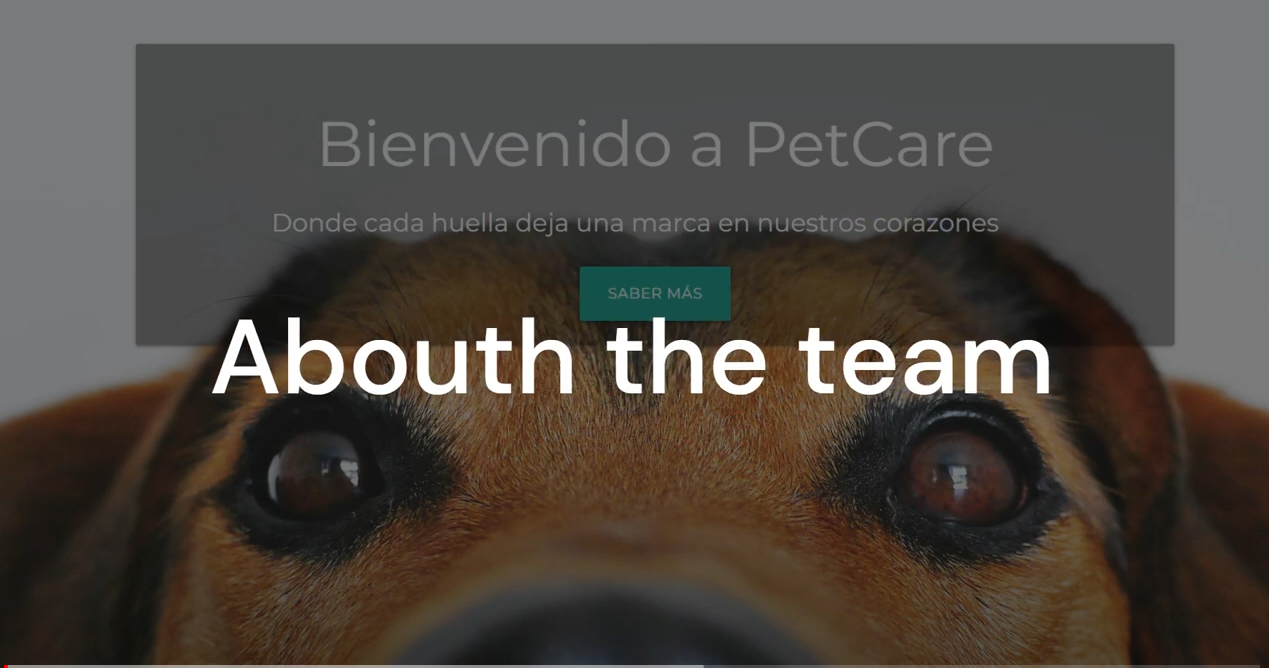 Bienvenido a PetCare
Donde cada huella deja una marca en nuestros corazones
SABER MÁS
Abouth the team